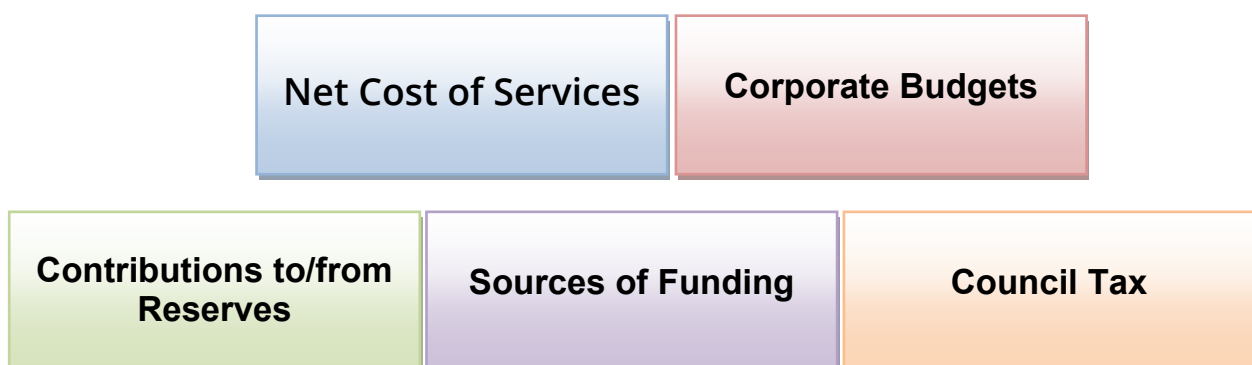 Net Cost of Services
Corporate Budgets
Contributions to/from
Reserves
Sources of Funding
Council Tax